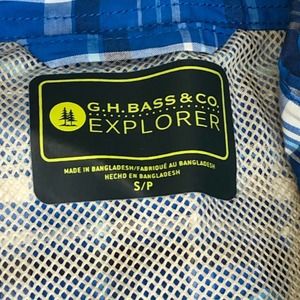 G.H.BASS & CO.
EXPLORER
MADE IN BANGLADESH/FABRIQUÉ AU BANGLADESH
HECHO EN BANGLADESH
S/P